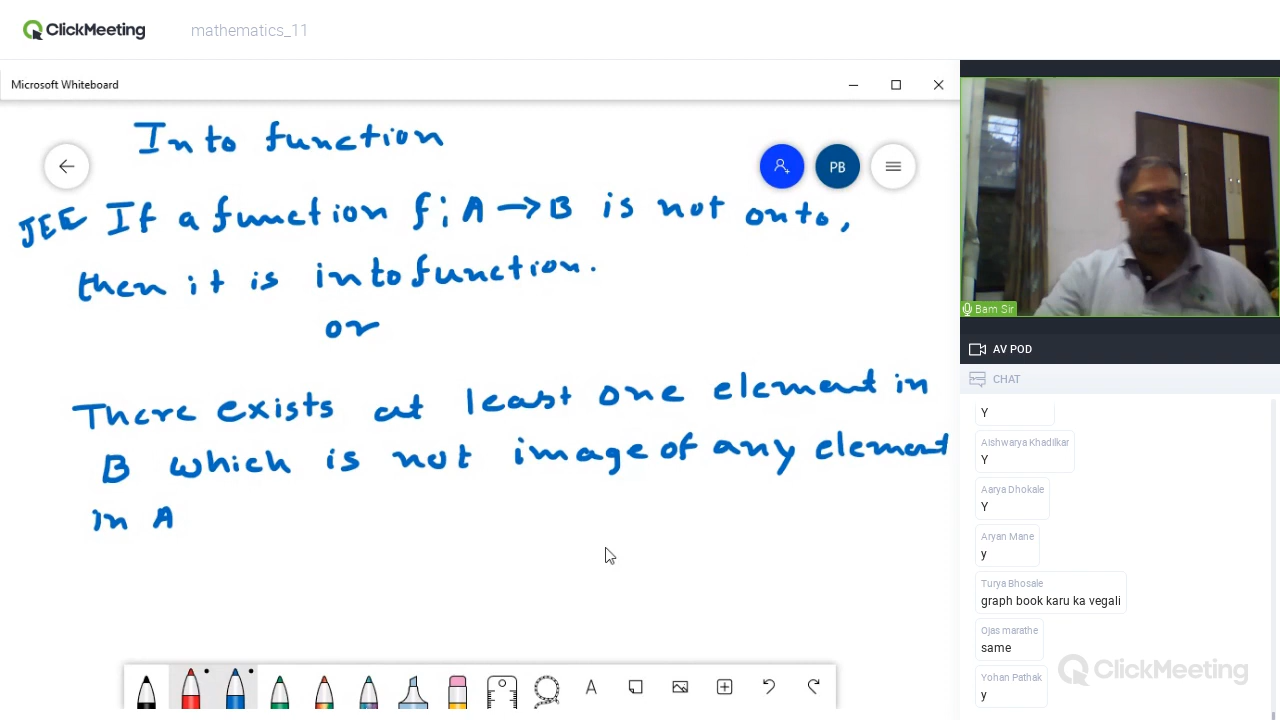 ClickMeeting
mathematics_11
Microsoft Whiteboard
Into function
PB
JEE If a function f: A → B is not onto,
then it is into function.
or
There exists at least one element in
B which is not image of any element
in A
Bam Sir
AV POD
CHAT
Y
Aishwarya Khadilkar
Y
Aarya Dhokale
Y
Aryan Mane
y
Turya Bhosale
graph book karu ka vegali
Ojas marathe
same
Yohan Pathak
y
ClickMeeting
A